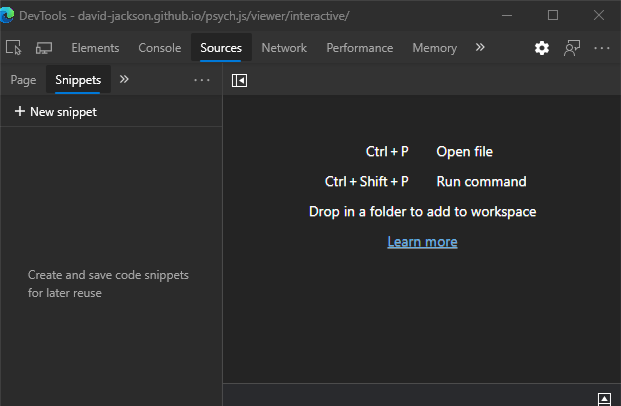 DevTools - david-jackson.github.io/psych.js/viewer/interactive/
Elements Console Sources Network Performance Memory »
Page Snippets » ···
+ New snippet
Ctrl + P Open file
Ctrl + Shift + P Run command
Drop in a folder to add to workspace
Learn more
Create and save code snippets
for later reuse